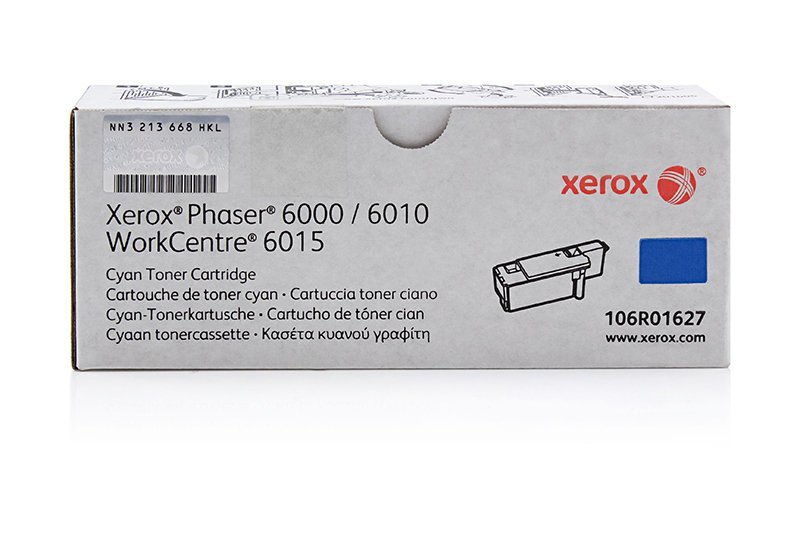 NN3 213 668 HKL
xerox
xerox®
Xerox® Phaser® 6000 / 6010
WorkCentre® 6015
Cyan Toner Cartridge
Cartouche de toner cyan · Cartuccia toner ciano
Cyan-Tonerkartusche · Cartucho de tóner cian
Cyaan tonercassette · Κασέτα κυανού γραφίτη
106R01627
www.xerox.com